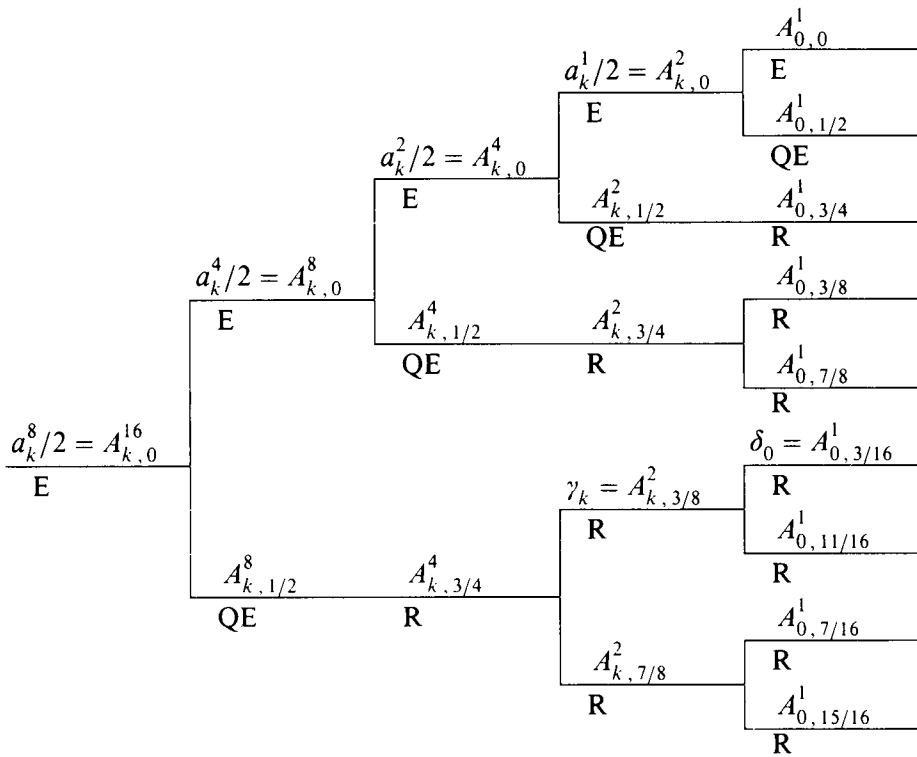 A^1_{0,0}
E
a^1_k/2 = A^2_{k,0}
E
A^1_{0,1/2}
QE
a^2_k/2 = A^4_{k,0}
E
A^2_{k,1/2}
QE
A^1_{0,3/4}
R
a^4_k/2 = A^8_{k,0}
E
A^1_{0,3/8}
R
A^4_{k,1/2}
QE
A^2_{k,3/4}
R
A^1_{0,7/8}
R
a^8_k/2 = A^{16}_{k,0}
E
δ_0 = A^1_{0,3/16}
R
γ_k = A^2_{k,3/8}
R
A^1_{0,11/16}
R
A^8_{k,1/2}
QE
A^4_{k,3/4}
R
A^1_{0,7/16}
R
A^2_{k,7/8}
R
A^1_{0,15/16}
R